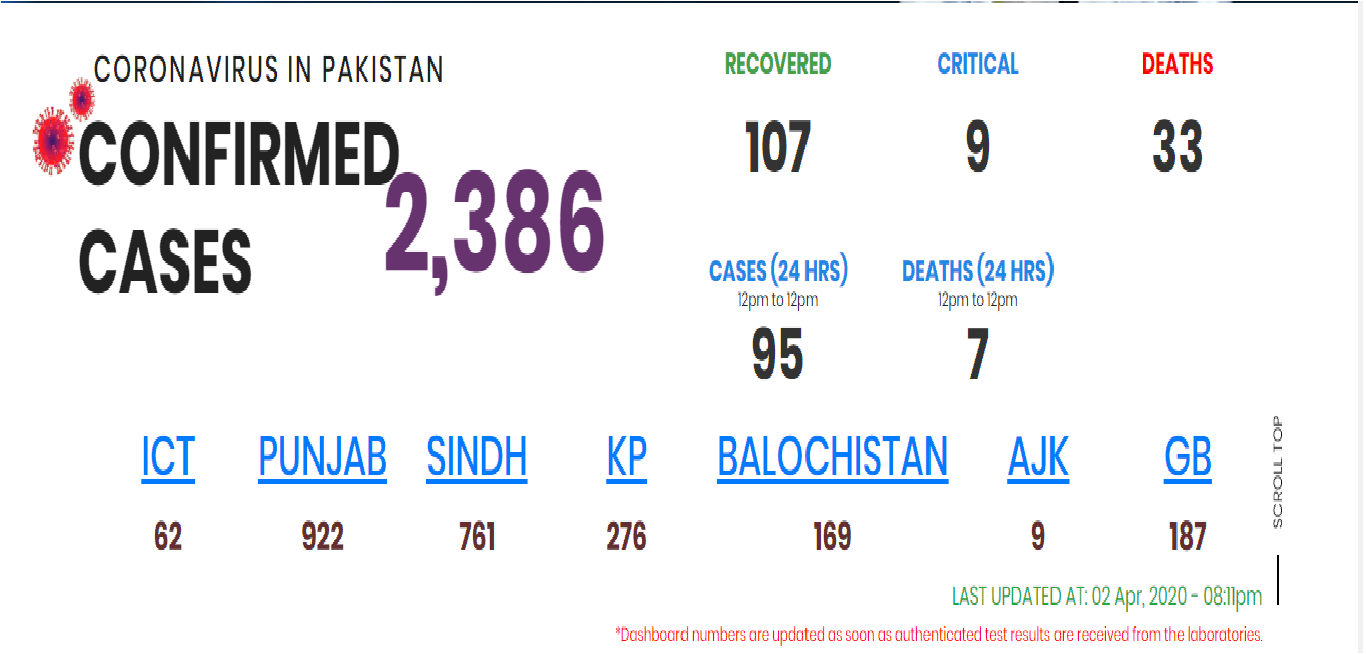 CORONAVIRUS IN PAKISTAN
CONFIRMED
CASES
2,386
RECOVERED
107
CRITICAL
9
DEATHS
33
CASES (24 HRS)
12pm to 12pm
95
DEATHS (24 HRS)
12pm to 12pm
7
ICT PUNJAB SINDH KP BALOCHISTAN AJK GB
62 922 761 276 169 9 187
SCROLL TOP
LAST UPDATED AT: 02 Apr, 2020 - 08:11pm
*Dashboard numbers are updated as soon as authenticated test results are received from the laboratories.